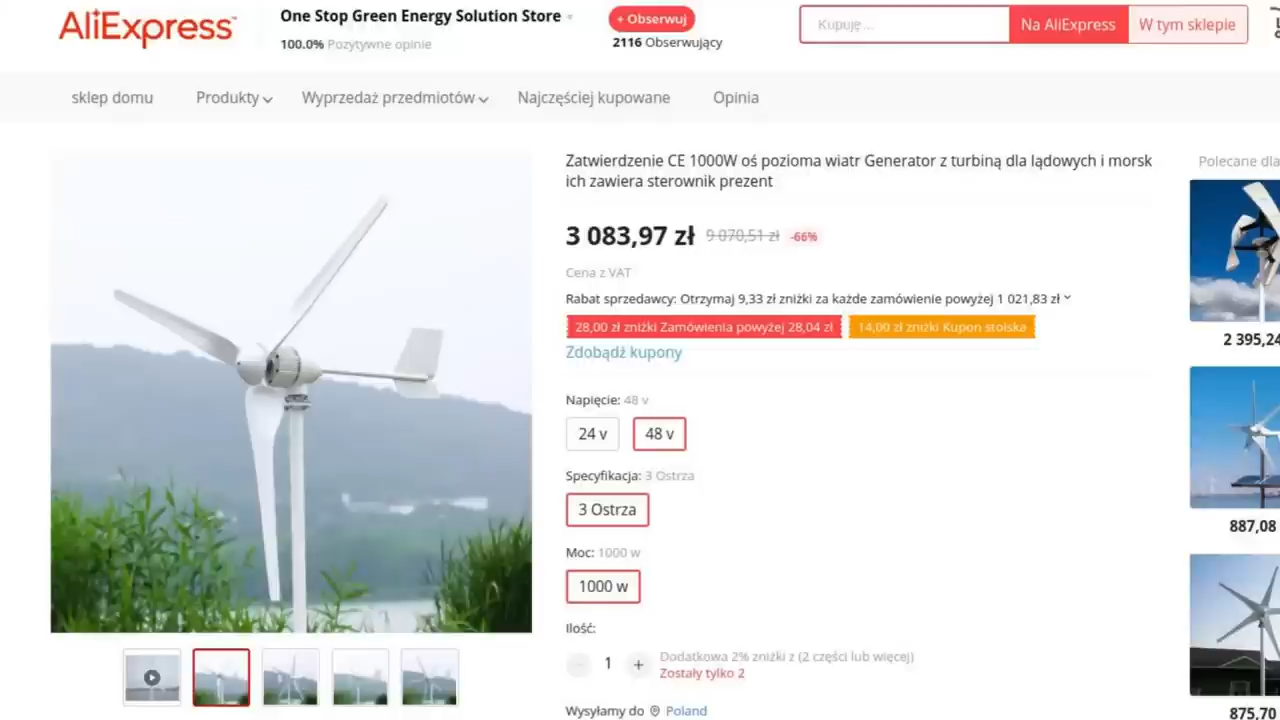 AliExpress™
One Stop Green Energy Solution Store
100.0% Pozytywne opinie
+ Obserwuj
2116 Obserwujący
Kupuję ...
Na AliExpress
W tym sklepie
sklep domu
Produkty
Wyprzedaż przedmiotów
Najczęściej kupowane
Opinia
Zatwierdzenie CE 1000W oś pozioma wiatr Generator z turbiną dla lądowych i morsk
ich zawiera sterownik prezent
3 083,97 zł 9 070,51 zł -66%
Cena z VAT
Rabat sprzedawcy: Otrzymaj 9,33 zł zniżki za każde zamówienie powyżej 1 021,83 zł
28,00 zł zniżki Zamówienia powyżej 28,04 zł
14,00 zł zniżki Kupon stoiska
Zdobądź kupony
Napięcie: 48 v
24 v
48 v
Specyfikacja: 3 Ostrza
3 Ostrza
Moc: 1000 w
1000 w
Ilość:
1
Dodatkowa 2% zniżki z (2 części lub więcej)
Zostały tylko 2
Wysyłamy do Poland
Polecane dla
2 395,24
887,08
875,70